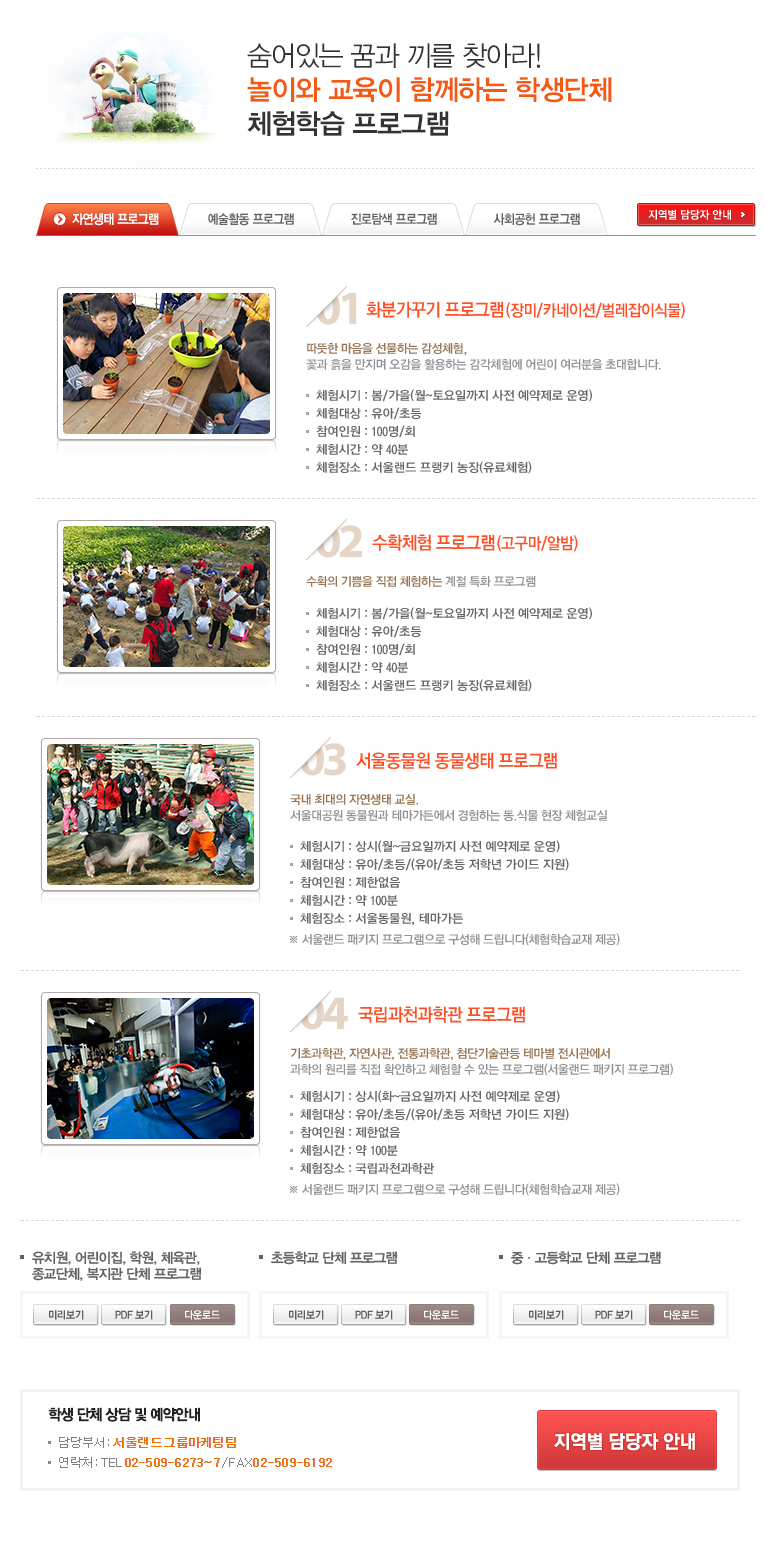 숨어있는 꿈과 끼를 찾아라!
놀이와 교육이 함께하는 학생단체
체험학습 프로그램
자연생태 프로그램
예술활동 프로그램
진로탐색 프로그램
사회공헌 프로그램
지역별 담당자 안내
01 화분가꾸기 프로그램(장미/카네이션/벌레잡이식물)
따뜻한 마음을 선물하는 감성체험,
꽃과 흙을 만지며 오감을 활용하는 감각체험에 어린이 여러분을 초대합니다.
체험시기 : 봄/가을(월~토요일까지 사전 예약제로 운영)
체험대상 : 유아/초등
참여인원 : 100명/회
체험시간 : 약 40분
체험장소 : 서울랜드 프랭키 농장(유료체험)
02 수확체험 프로그램(고구마/알밤)
수확의 기쁨을 직접 체험하는 계절 특화 프로그램
체험시기 : 봄/가을(월~토요일까지 사전 예약제로 운영)
체험대상 : 유아/초등
참여인원 : 100명/회
체험시간 : 약 40분
체험장소 : 서울랜드 프랭키 농장(유료체험)
03 서울동물원 동물생태 프로그램
국내 최대의 자연생태 교실.
서울대공원 동물원과 테마가든에서 경험하는 동.식물 현장 체험교실
체험시기 : 상시(월~금요일까지 사전 예약제로 운영)
체험대상 : 유아/초등/(유아/초등 저학년 가이드 지원)
참여인원 : 제한없음
체험시간 : 약 100분
체험장소 : 서울동물원, 테마가든
※ 서울랜드 패키지 프로그램으로 구성해 드립니다(체험학습교재 제공)
04 국립과천과학관 프로그램
기초과학관, 자연사관, 전통과학관, 첨단기술관등 테마별 전시관에서
과학의 원리를 직접 확인하고 체험할 수 있는 프로그램(서울랜드 패키지 프로그램)
체험시기 : 상시(화~금요일까지 사전 예약제로 운영)
체험대상 : 유아/초등/(유아/초등 저학년 가이드 지원)
참여인원 : 제한없음
체험시간 : 약 100분
체험장소 : 국립과천과학관
※ 서울랜드 패키지 프로그램으로 구성해 드립니다(체험학습교재 제공)
유치원, 어린이집, 학원, 체육관,
종교단체, 복지관 단체 프로그램
미리보기 PDF 보기 다운로드
초등학교 단체 프로그램
미리보기 PDF 보기 다운로드
중 · 고등학교 단체 프로그램
미리보기 PDF 보기 다운로드
학생 단체 상담 및 예약안내
담당부서: 서울랜드그룹마케팅팀
연락처: TEL 02-509-6273~7/FAX 02-509-6192
지역별 담당자 안내